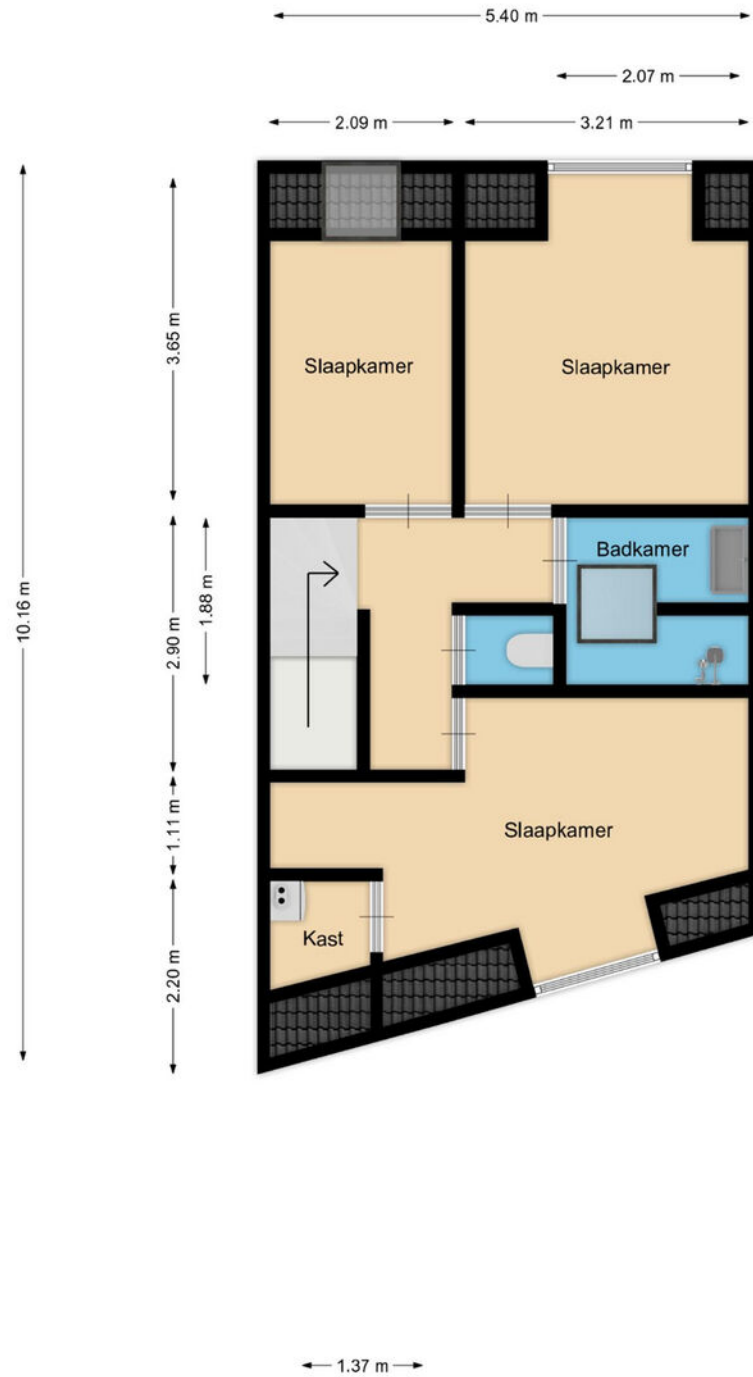 5.40 m
2.07 m
2.09 m
3.21 m
3.65 m
Slaapkamer
Slaapkamer
10.16 m
2.90 m
1.88 m
Badkamer
1.11 m
Slaapkamer
2.20 m
Kast
1.37 m